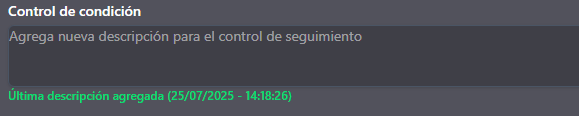 Control de condición
Agrega nueva descripción para el control de seguimiento
Última descripción agregada (25/07/2025 - 14:18:26)